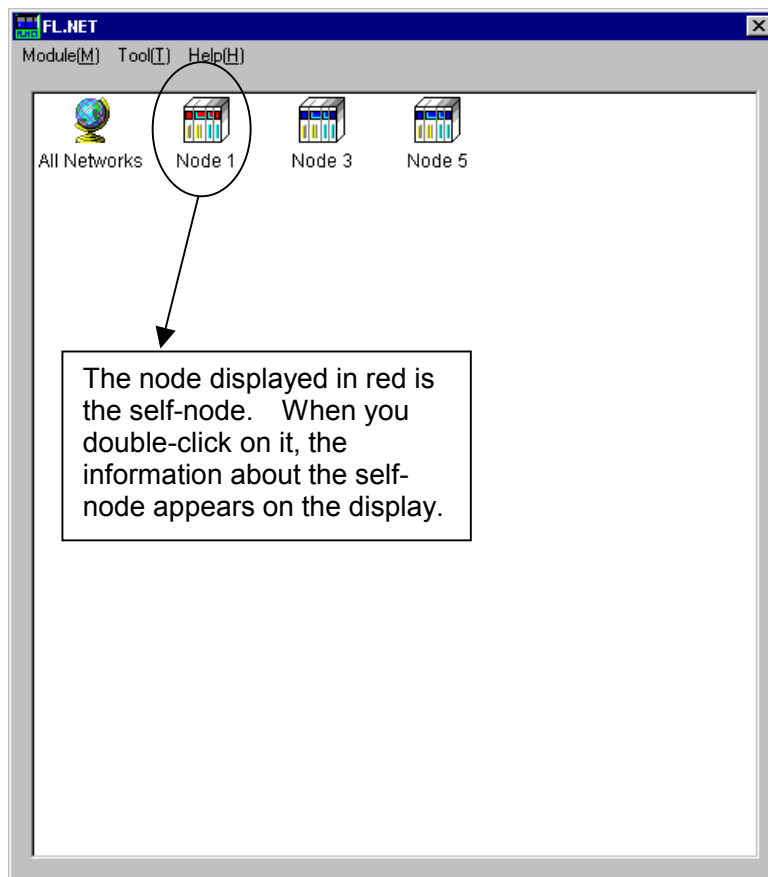 FL.NET
Module(M) Tool(T) Help(H)
All Networks Node 1 Node 3 Node 5
The node displayed in red is
the self-node. When you
double-click on it, the
information about the self-
node appears on the display.